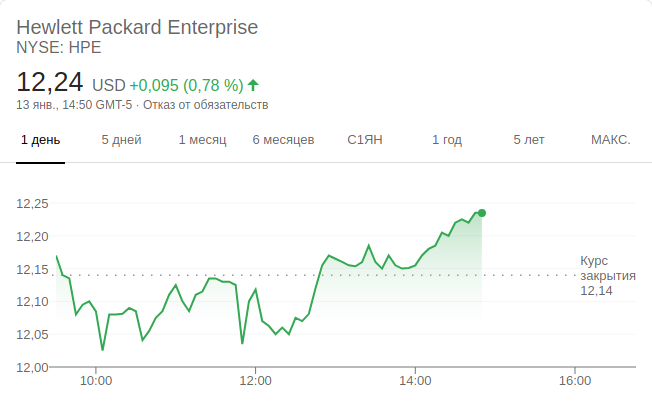 Hewlett Packard Enterprise
NYSE: HPE
12,24 USD +0,095 (0,78 %)
13 янв., 14:50 GMT-5 · Отказ от обязательств
1 день 5 дней 1 месяц 6 месяцев С1ЯН 1 год 5 лет МАКС.
12,25
12,20
12,15
12,10
12,05
12,00
Курс
закрытия
12,14
10:00 12:00 14:00 16:00